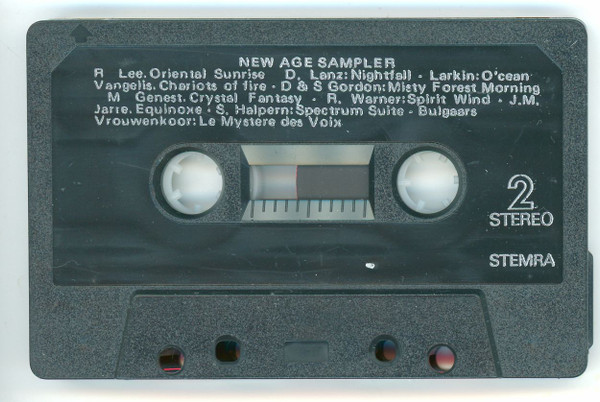 NEW AGE SAMPLER
R Lee.Oriental Sunrise · D. Lanz:Nightfall · Larkin:O'cean
Vangelis.Chariots of fire · D & S Gordon:Misty Forest Morning
M Genest.Crystal Fantasy · R. Warner:Spirit Wind · J.M.
Jarre.Equinoxe · S. Halpern:Spectrum Suite · Bulgaars
Vrouwenkoor:Le Mystere des Voix
2
STEREO
STEMRA